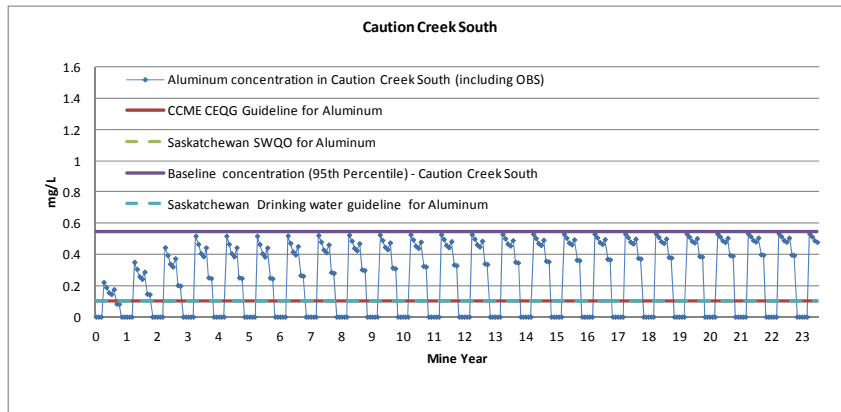 Caution Creek South
1.6
1.4
1.2
1
0.8
0.6
0.4
0.2
0
mg/L
Aluminum concentration in Caution Creek South (including OBS)
CCME CEQG Guideline for Aluminum
Saskatchewan SWQO for Aluminum
Baseline concentration (95th Percentile) - Caution Creek South
Saskatchewan Drinking water guideline for Aluminum
0 1 2 3 4 5 6 7 8 9 10 11 12 13 14 15 16 17 18 19 20 21 22 23
Mine Year